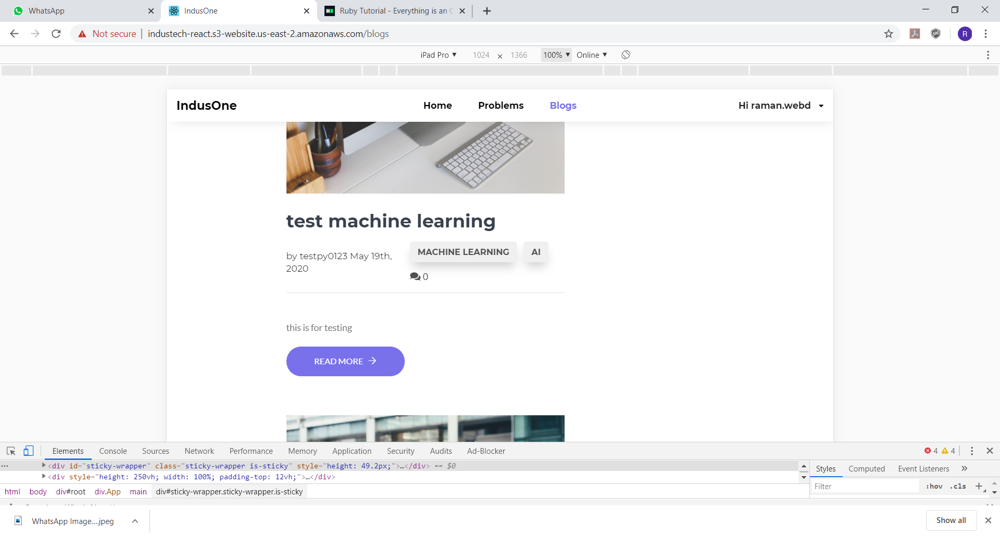 WhatsApp
IndusOne
Ruby Tutorial - Everything is an
Not secure
industech-react.s3-website.us-east-2.amazonaws.com/blogs
R
iPad Pro ▼ 1024 × 1366 100% ▼ Online ▼
IndusOne
Home
Problems
Blogs
Hi raman.webd
test machine learning
by testpy0123 May 19th,
2020
MACHINE LEARNING
AI
0
this is for testing
READ MORE →
Elements Console Sources Network Performance Memory Application Security Audits Ad-Blocker
4 4
<div id="sticky-wrapper" class="sticky-wrapper is-sticky" style="height: 49.2px;">…</div> == $0
<div style="height: 250vh; width: 100%; padding-top: 12vh;">…</div>
html body div#root div.App main div#sticky-wrapper.sticky-wrapper.is-sticky
Styles Computed Event Listeners »
Filter
:hov .cls +
WhatsApp Image....jpeg
Show all